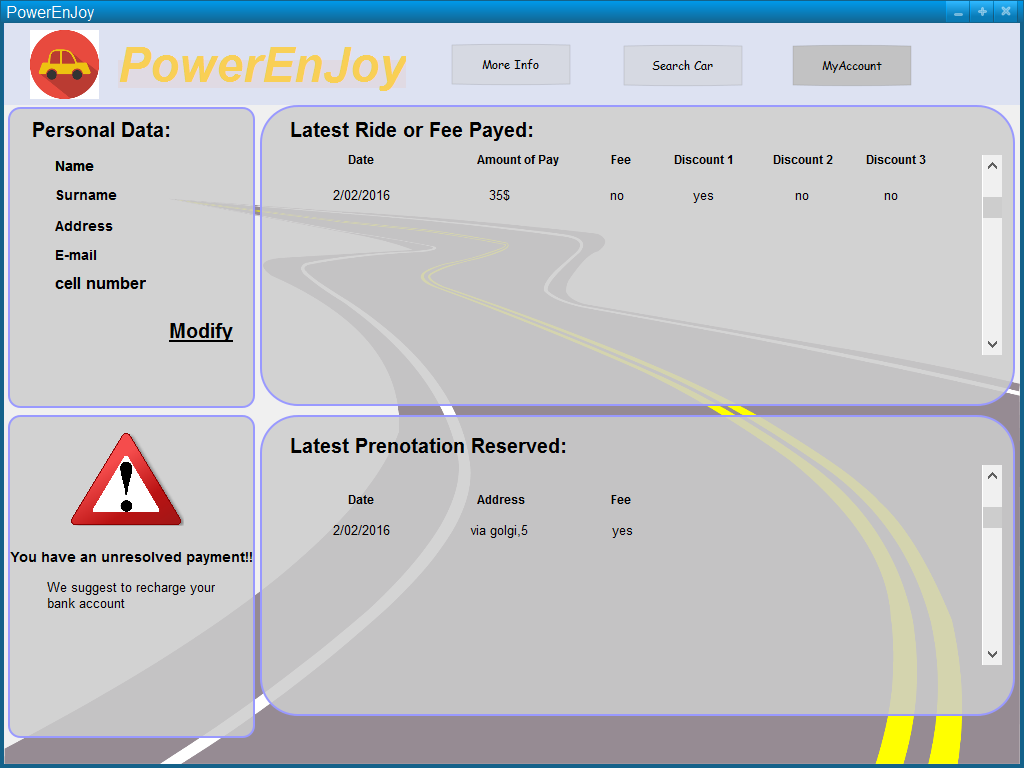 PowerEnJoy
PowerEnJoy
More Info
Search Car
MyAccount
Personal Data:
Name
Surname
Address
E-mail
cell number
Modify
Latest Ride or Fee Payed:
Date Amount of Pay Fee Discount 1 Discount 2 Discount 3
2/02/2016 35$ no yes no no
You have an unresolved payment!!
We suggest to recharge your
bank account
Latest Prenotation Reserved:
Date Address Fee
2/02/2016 via golgi,5 yes